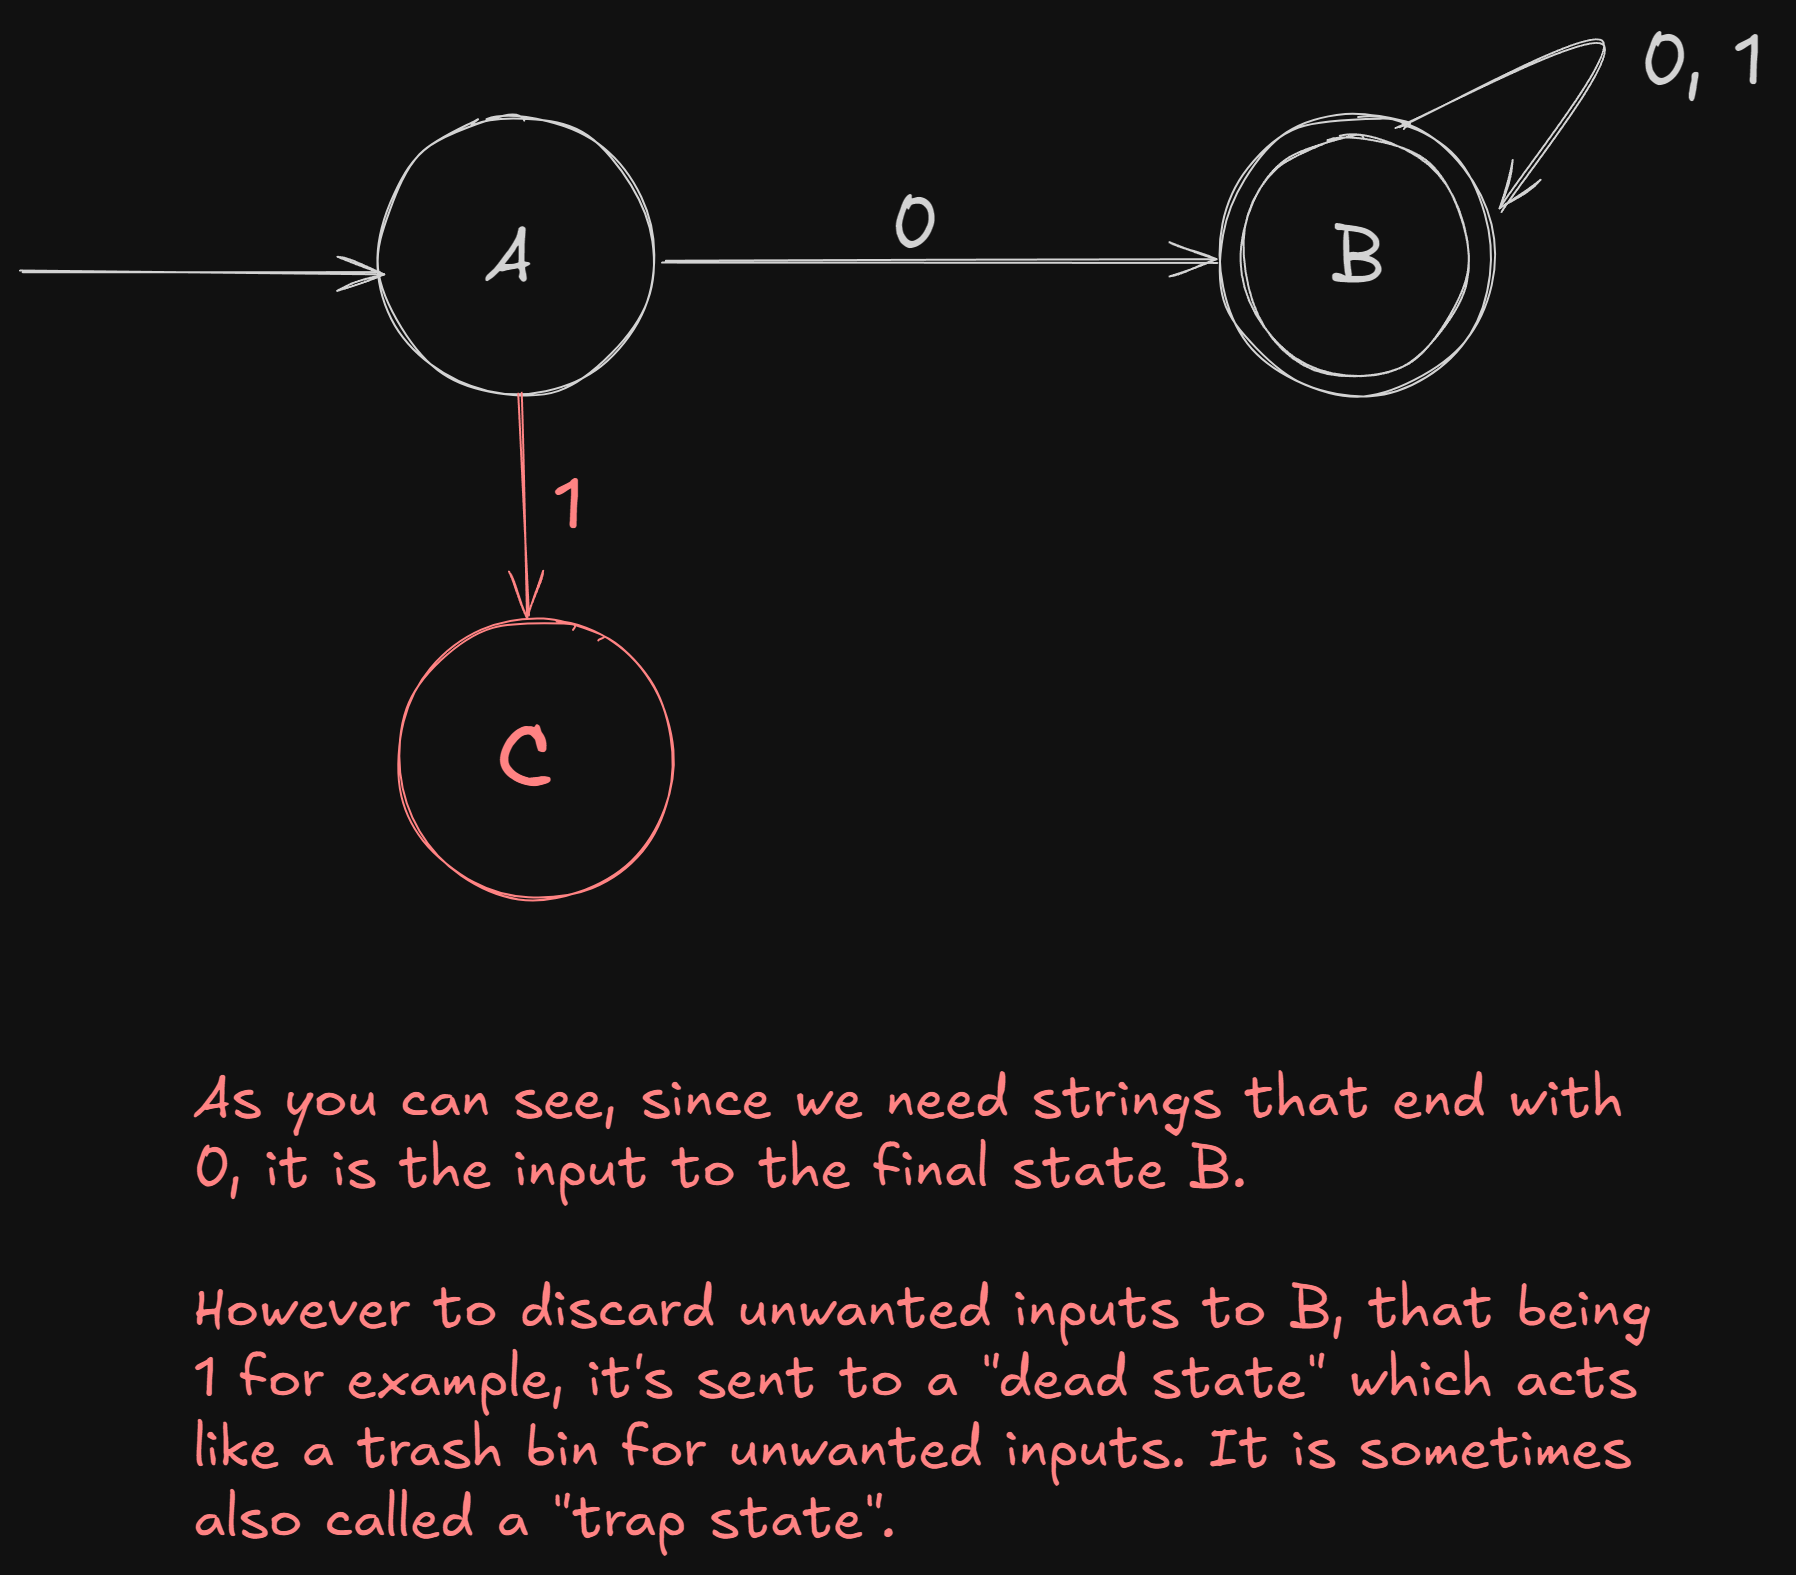 0, 1
0
A
B
1
C
As you can see, since we need strings that end with
0, it is the input to the final state B.
However to discard unwanted inputs to B, that being
1 for example, it's sent to a "dead state" which acts
like a trash bin for unwanted inputs. It is sometimes
also called a "trap state".